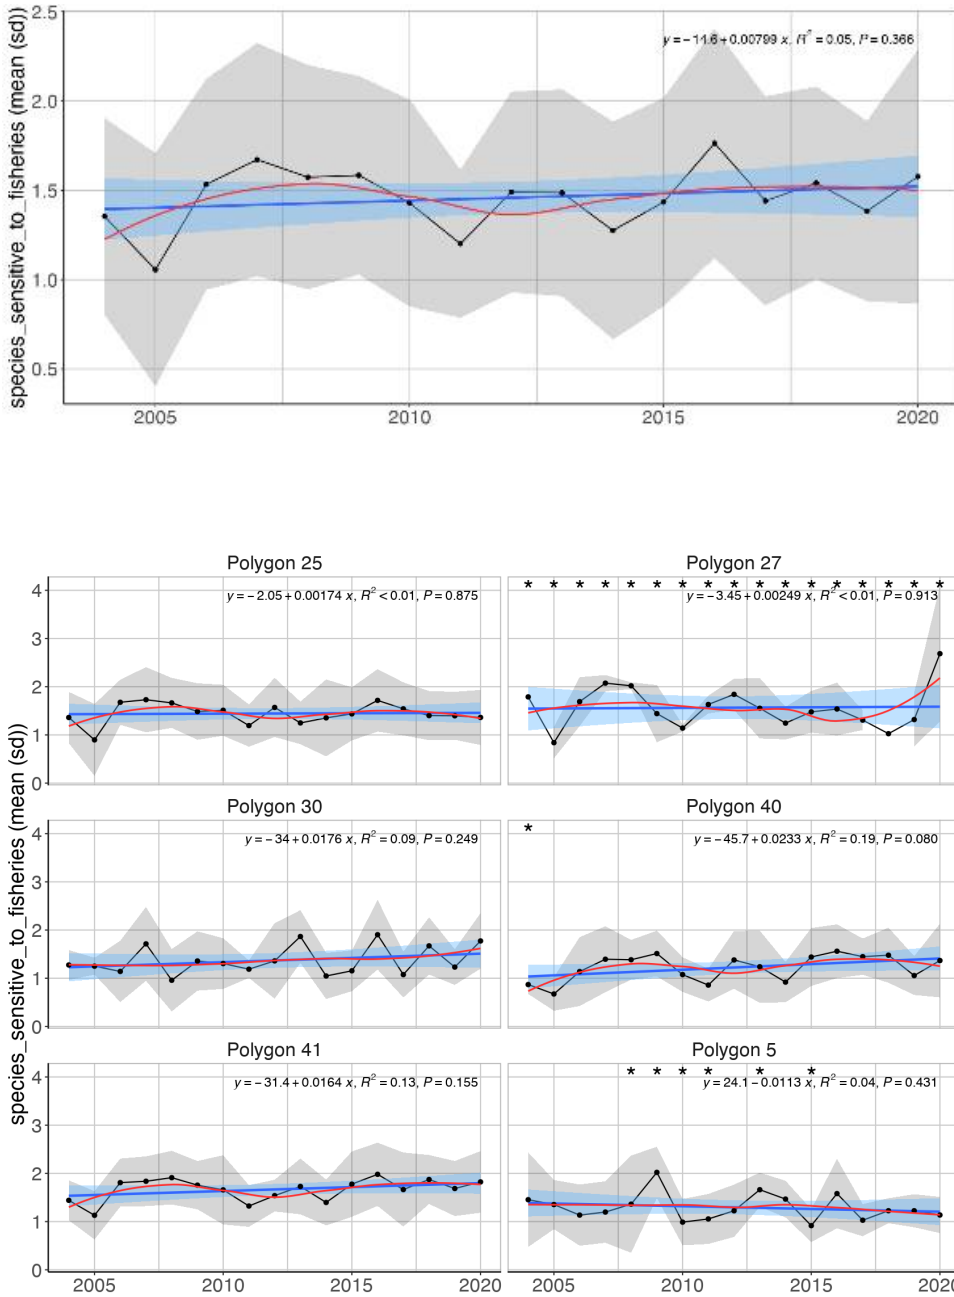 species_sensitive_to_fisheries (mean (sd))
2.5
y = −14.6 + 0.00799 x, R² = 0.05, P = 0.366
2.0
1.5
1.0
0.5
2005 2010 2015 2020
species_sensitive_to_fisheries (mean (sd))
Polygon 25 Polygon 27
* * * * * * * * * * * * * * * * *
4
y = −2.05 + 0.00174 x, R² < 0.01, P = 0.875 y = −3.45 + 0.00249 x, R² < 0.01, P = 0.913
3
2
1
0
Polygon 30 Polygon 40
4 *
y = −34 + 0.0176 x, R² = 0.09, P = 0.249 y = −45.7 + 0.0233 x, R² = 0.19, P = 0.080
3
2
1
0
Polygon 41 Polygon 5
4 * * * * * *
y = −31.4 + 0.0164 x, R² = 0.13, P = 0.155 y = 24.1 − 0.0113 x, R² = 0.04, P = 0.431
3
2
1
0
2005 2010 2015 2020 2005 2010 2015 2020